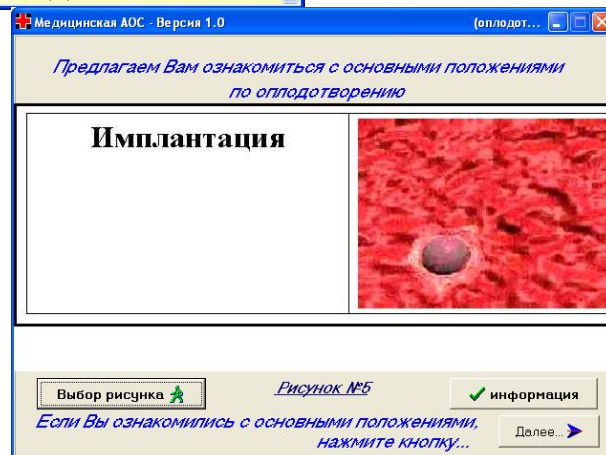 Медицинская АОС - Версия 1.0 (оплодот...
Предлагаем Вам ознакомиться с основными положениями
по оплодотворению
Имплантация
Выбор рисунка
Рисунок №5
информация
Если Вы ознакомились с основными положениями,
нажмите кнопку...
Далее...